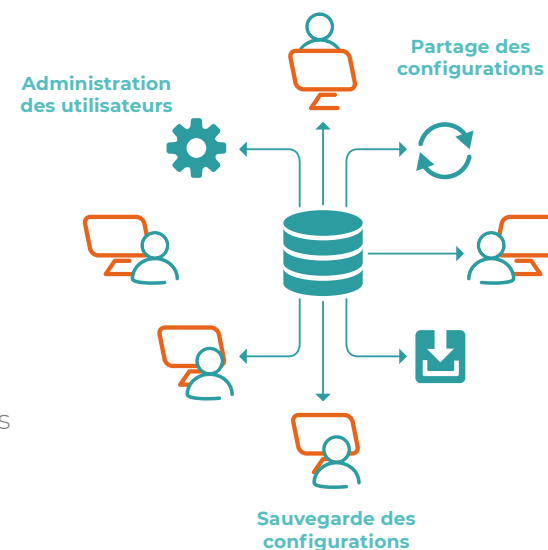 Partage des
configurations
Administration
des utilisateurs
s
Sauvegarde des
configurations